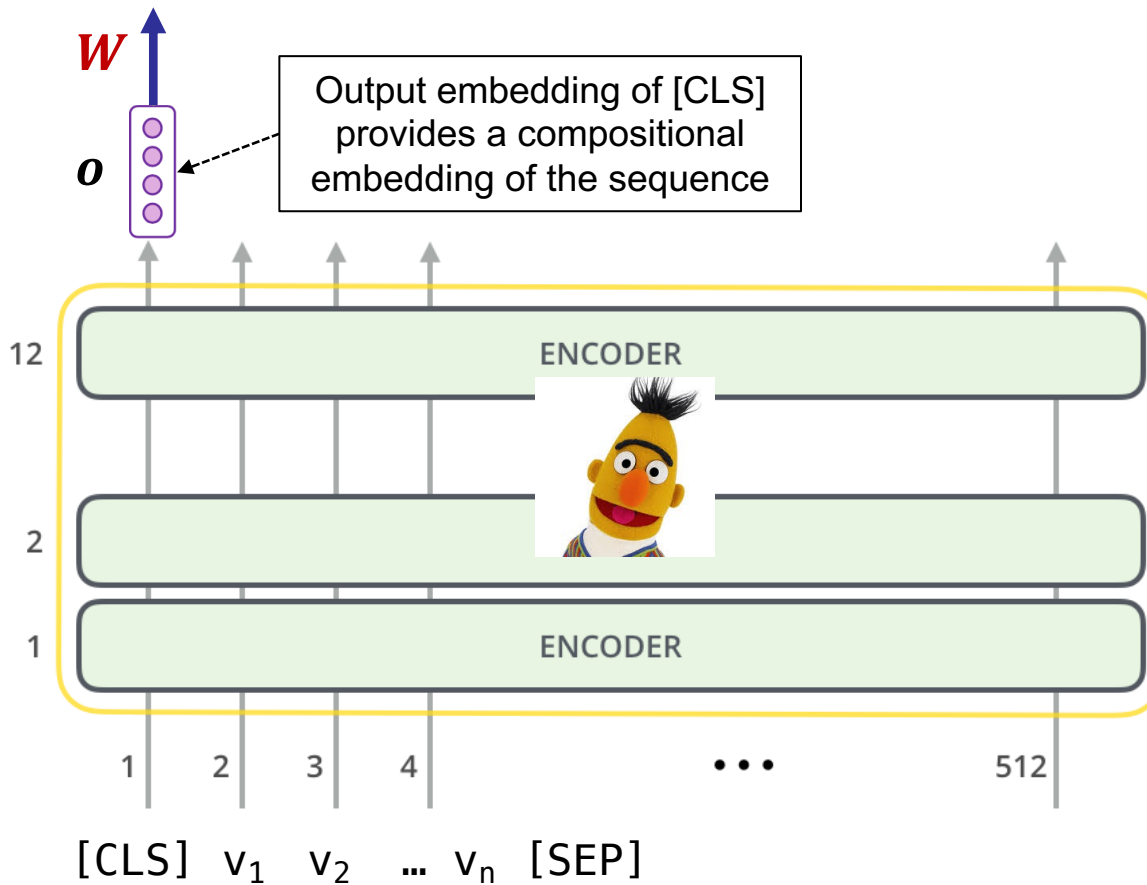 W
Output embedding of [CLS]
provides a compositional
embedding of the sequence
o
12 ENCODER
2
1 ENCODER
1 2 3 4 ••• 512
[CLS] v₁ v₂ … vₙ [SEP]